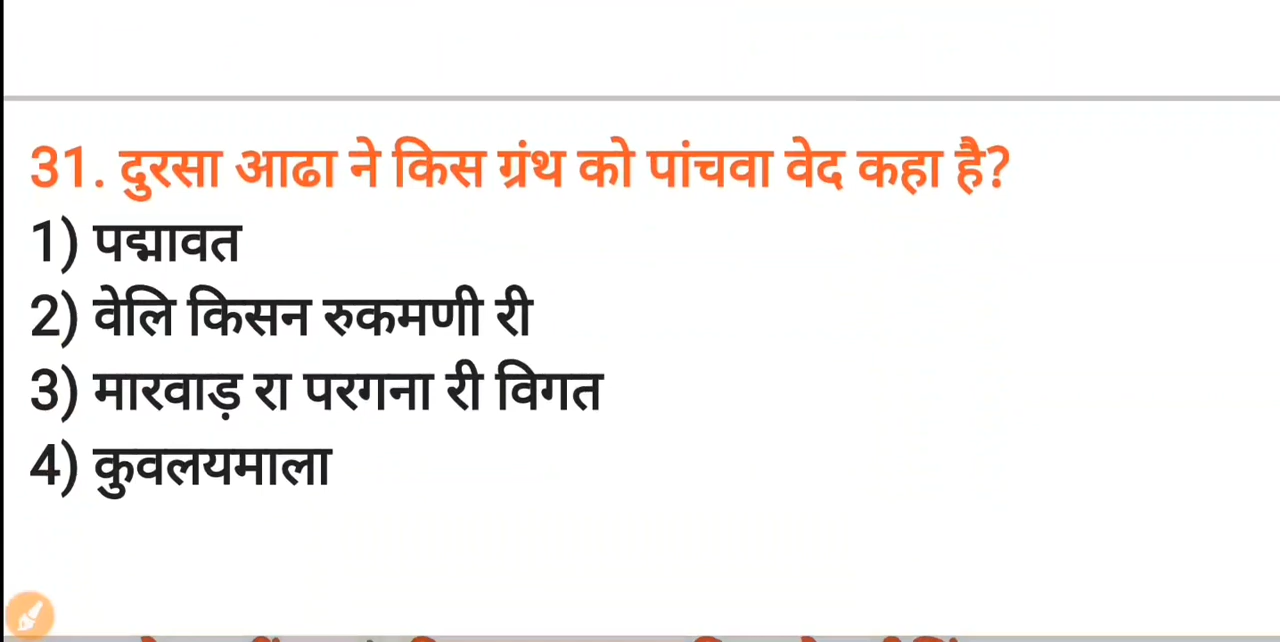 31. दुरसा आढा ने किस ग्रंथ को पांचवा वेद कहा है?
1) पद्मावत
2) वेलि किसन रुकमणी री
3) मारवाड़ रा परगना री विगत
4) कुवलयमाला